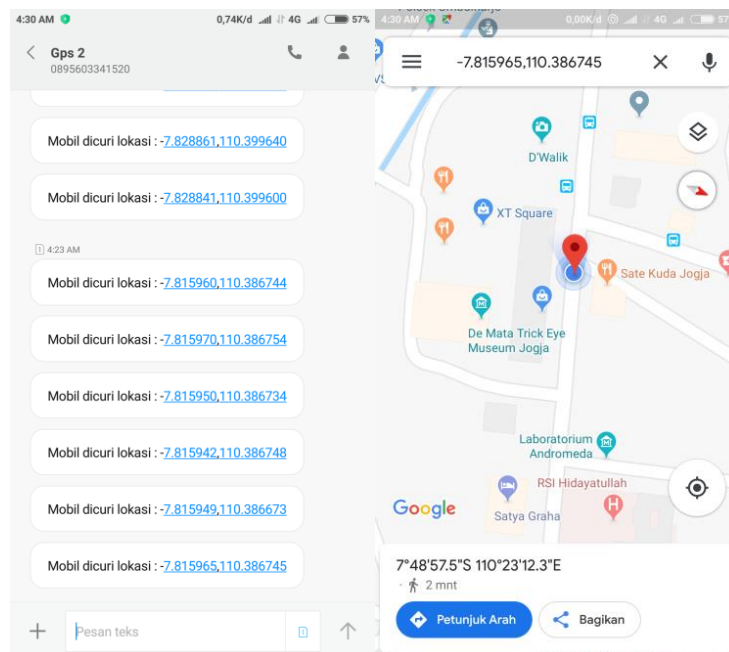 4:30 AM
0,74K/d
4G
57%
Gps 2
0895603341520
Mobil dicuri lokasi : -7.828861,110.399640
Mobil dicuri lokasi : -7.828841,110.399600
4:23 AM
Mobil dicuri lokasi : -7.815960,110.386744
Mobil dicuri lokasi : -7.815970,110.386754
Mobil dicuri lokasi : -7.815950,110.386734
Mobil dicuri lokasi : -7.815942,110.386748
Mobil dicuri lokasi : -7.815949,110.386673
Mobil dicuri lokasi : -7.815965,110.386745
Pesan teks
4:30 AM
0,00K/d
4G
57
-7.815965,110.386745
D'Walik
XT Square
Sate Kuda Jogja
De Mata Trick Eye
Museum Jogja
Laboratorium
Andromeda
RSI Hidayatullah
Google
Satya Graha
7°48'57.5"S 110°23'12.3"E
· 2 mnt
Petunjuk Arah
Bagikan